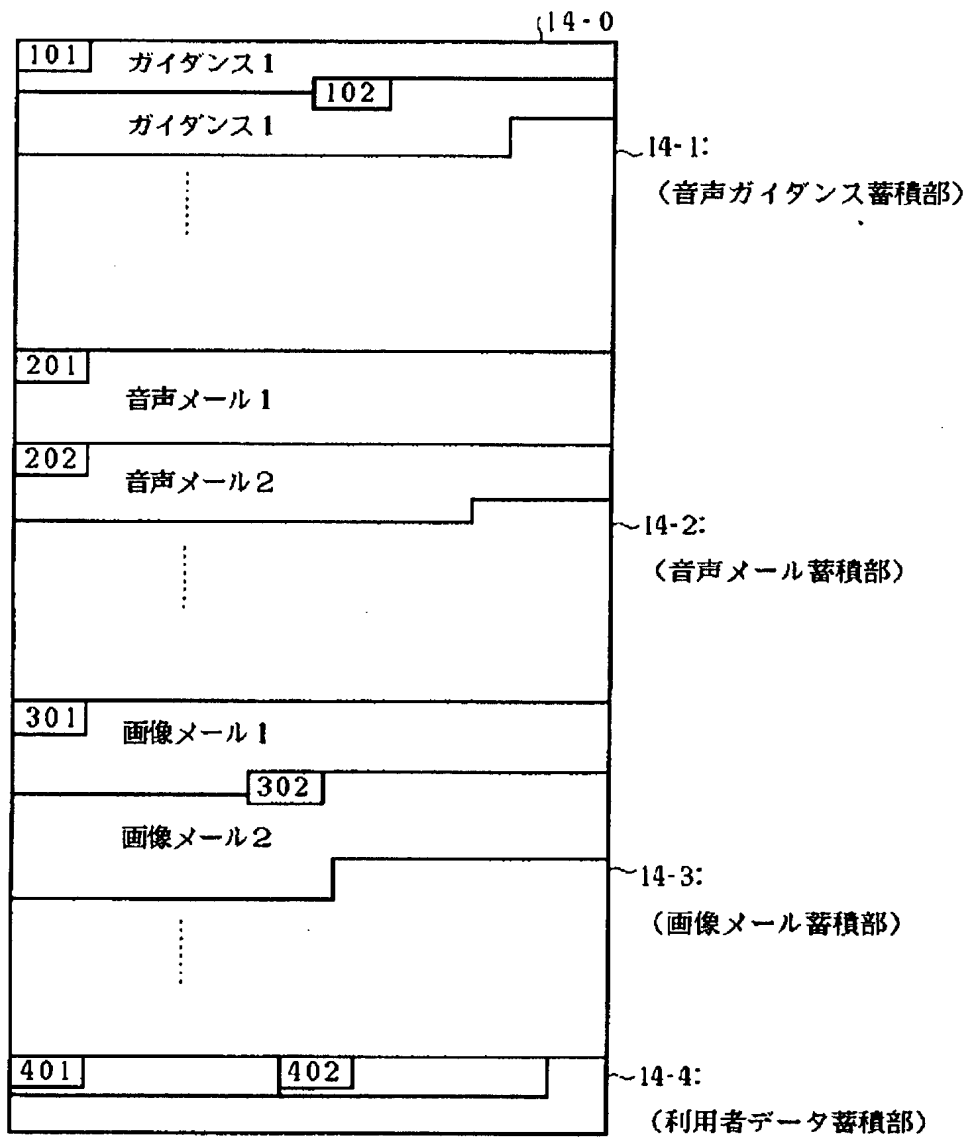 14-0
101 ガイダンス1
102
ガイダンス1
14-1:
(音声ガイダンス蓄積部)
201
音声メール1
202
音声メール2
14-2:
(音声メール蓄積部)
301
画像メール1
302
画像メール2
14-3:
(画像メール蓄積部)
401 402
14-4:
(利用者データ蓄積部)